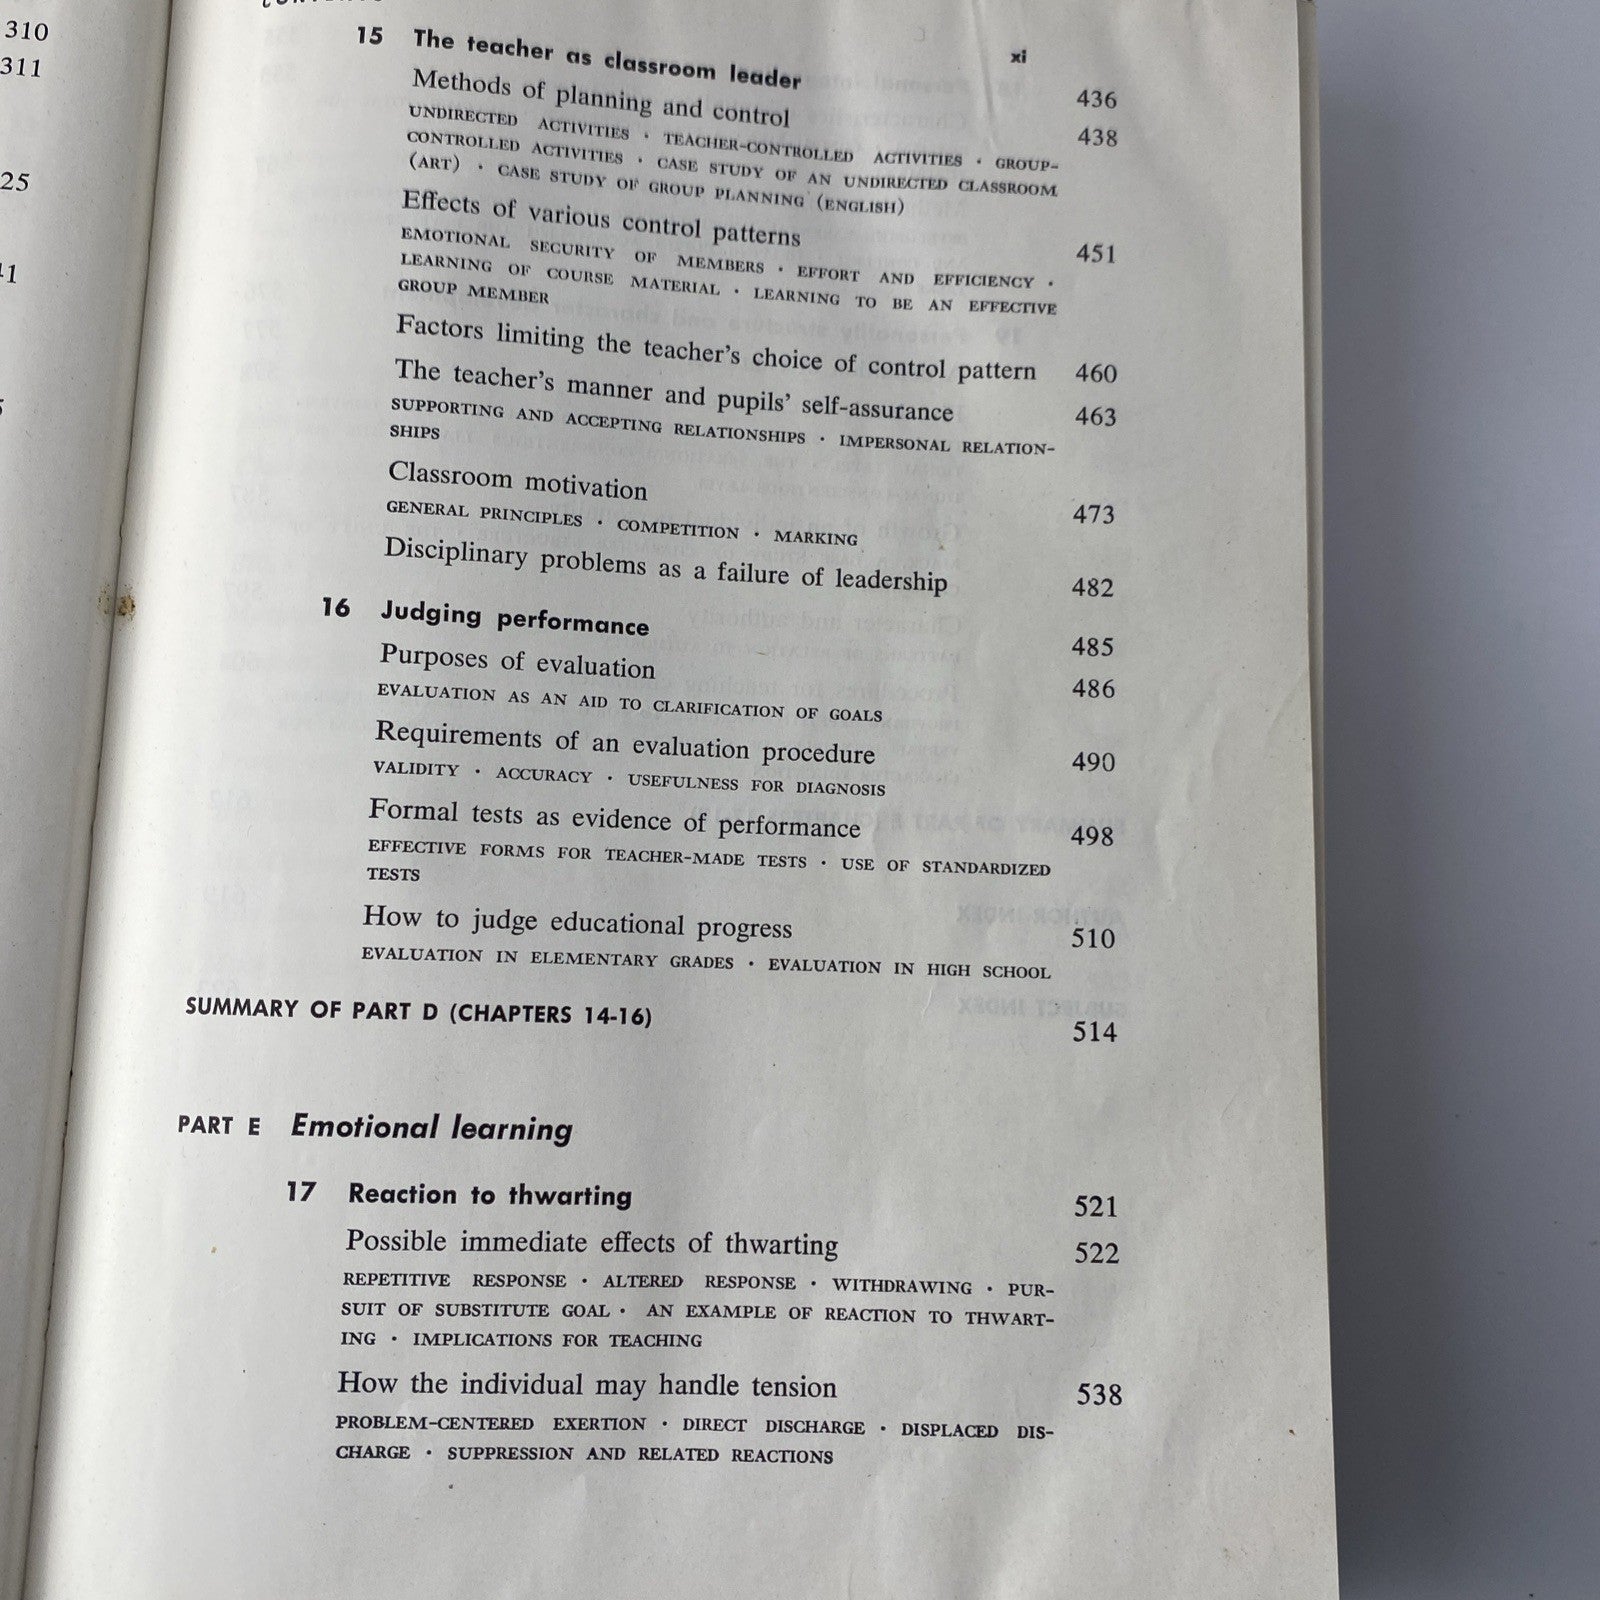 310
311
25
CONTENTS
xi
15 The teacher as classroom leader 436
Methods of planning and control 438
UNDIRECTED ACTIVITIES · TEACHER-CONTROLLED ACTIVITIES · GROUP-
CONTROLLED ACTIVITIES · CASE STUDY OF AN UNDIRECTED CLASSROOM
(ART) · CASE STUDY OF GROUP PLANNING (ENGLISH)
Effects of various control patterns 451
EMOTIONAL SECURITY OF MEMBERS · EFFORT AND EFFICIENCY ·
LEARNING OF COURSE MATERIAL · LEARNING TO BE AN EFFECTIVE
GROUP MEMBER
Factors limiting the teacher's choice of control pattern 460
The teacher's manner and pupils' self-assurance 463
SUPPORTING AND ACCEPTING RELATIONSHIPS · IMPERSONAL RELATION-
SHIPS
Classroom motivation 473
GENERAL PRINCIPLES · COMPETITION · MARKING
Disciplinary problems as a failure of leadership 482
16 Judging performance 485
Purposes of evaluation 486
EVALUATION AS AN AID TO CLARIFICATION OF GOALS
Requirements of an evaluation procedure 490
VALIDITY · ACCURACY · USEFULNESS FOR DIAGNOSIS
Formal tests as evidence of performance 498
EFFECTIVE FORMS FOR TEACHER-MADE TESTS · USE OF STANDARDIZED
TESTS
How to judge educational progress 510
EVALUATION IN ELEMENTARY GRADES · EVALUATION IN HIGH SCHOOL
SUMMARY OF PART D (CHAPTERS 14-16) 514
PART E Emotional learning
17 Reaction to thwarting 521
Possible immediate effects of thwarting 522
REPETITIVE RESPONSE · ALTERED RESPONSE · WITHDRAWING · PUR-
SUIT OF SUBSTITUTE GOAL · AN EXAMPLE OF REACTION TO THWART-
ING · IMPLICATIONS FOR TEACHING
How the individual may handle tension 538
PROBLEM-CENTERED EXERTION · DIRECT DISCHARGE · DISPLACED DIS-
CHARGE · SUPPRESSION AND RELATED REACTIONS